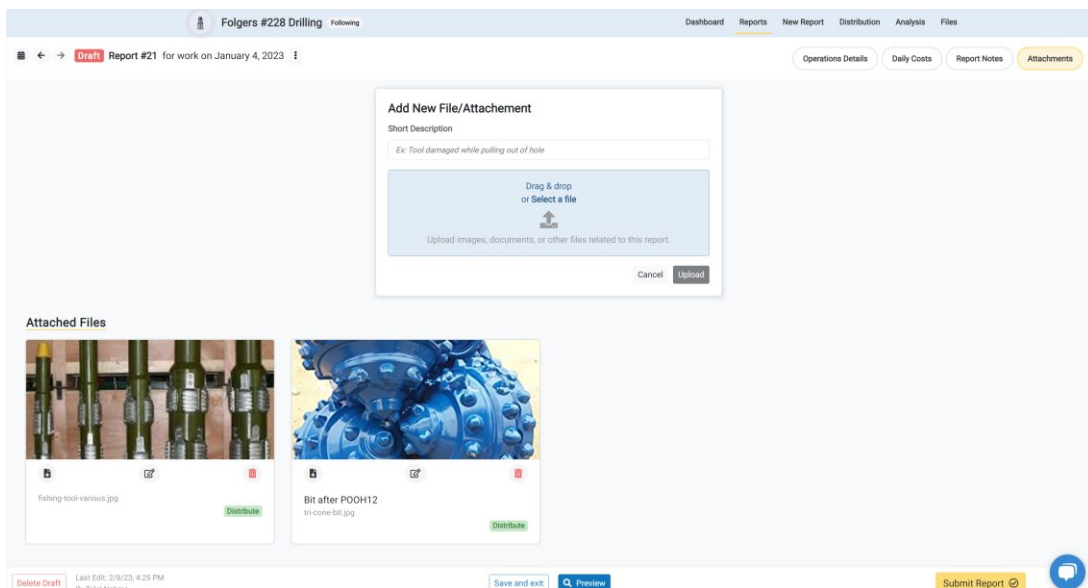 Folgers #228 Drilling Following
Dashboard Reports New Report Distribution Analysis Files
Draft Report #21 for work on January 4, 2023
Operations Details Daily Costs Report Notes Attachments
Add New File/Attachement
Short Description
Ex: Tool damaged while pulling out of hole
Drag & drop
or Select a file
Upload images, documents, or other files related to this report.
Cancel Upload
Attached Files
fishing-tool-various.jpg
Distribute
Bit after POOH12
tri-cone-bit.jpg
Distribute
Delete Draft
Last Edit: 2/8/23, 4:25 PM
Save and exit Preview
Submit Report